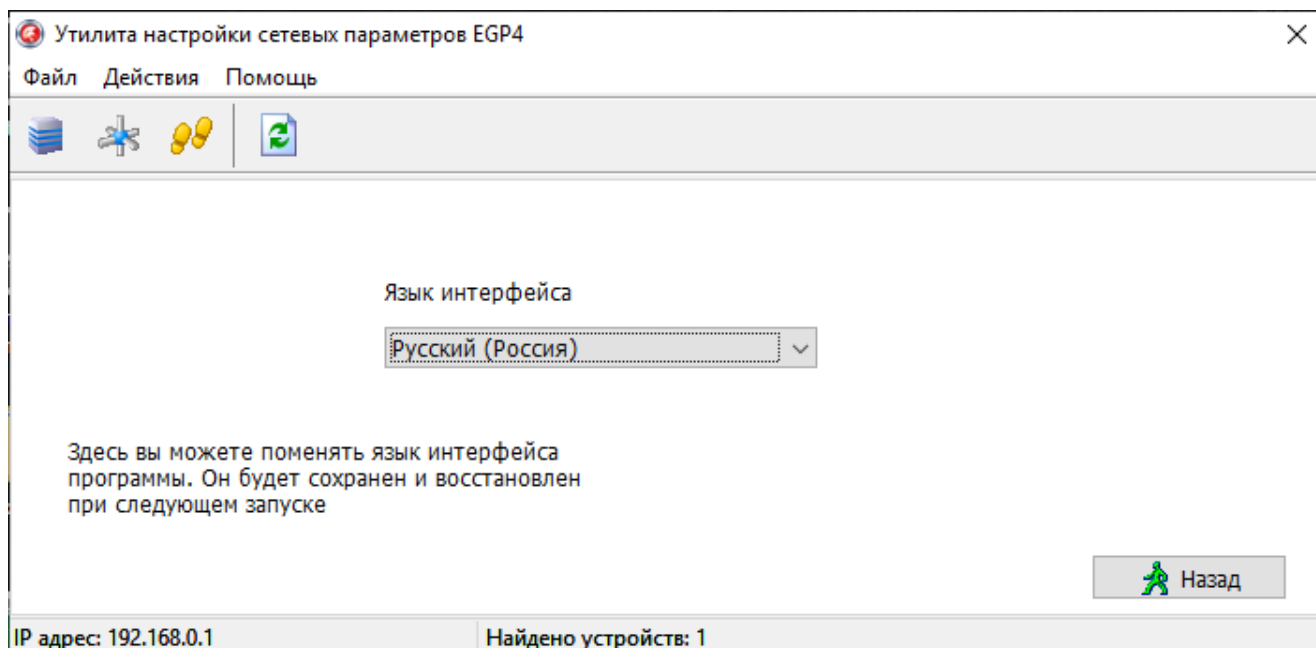 Утилита настройки сетевых параметров EGP4
Файл Действия Помощь
Язык интерфейса
Русский (Россия)
Здесь вы можете поменять язык интерфейса
программы. Он будет сохранен и восстановлен
при следующем запуске
Назад
IP адрес: 192.168.0.1 Найдено устройств: 1